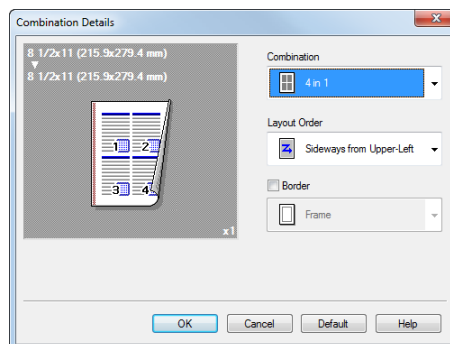 Combination Details
8 1/2x11 (215.9x279.4 mm)
8 1/2x11 (215.9x279.4 mm)
1 2
3 4
x1
Combination
4 in 1
Layout Order
Sideways from Upper-Left
Border
Frame
OK Cancel Default Help